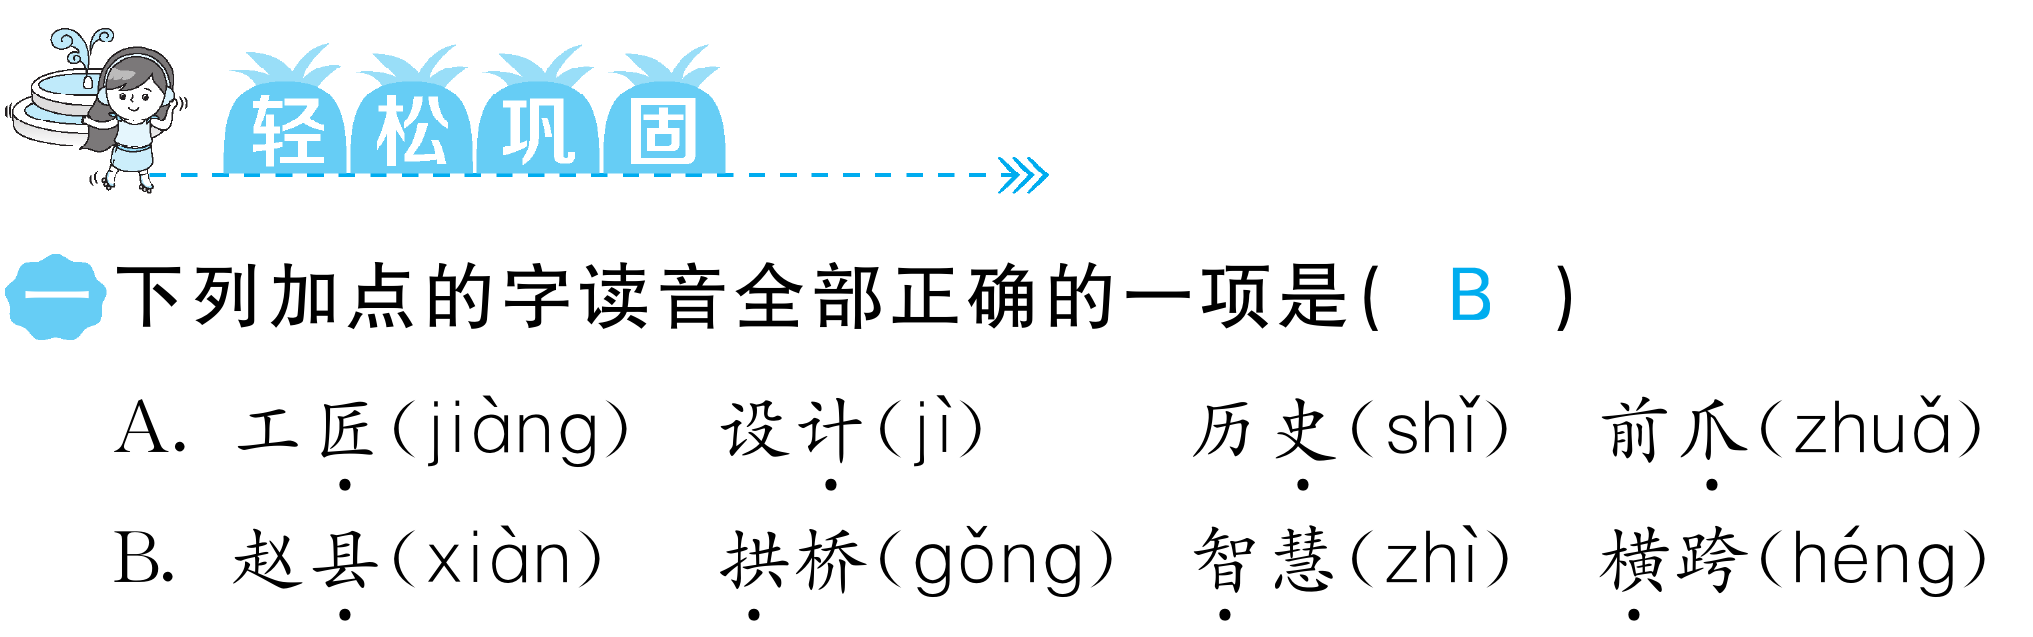 轻松巩固
一 下列加点的字读音全部正确的一项是( B )
A. 工匠(jiàng) 设计(jì) 历史(shǐ) 前爪(zhuǎ)
B. 赵县(xiàn) 拱桥(gǒng) 智慧(zhì) 横跨(héng)